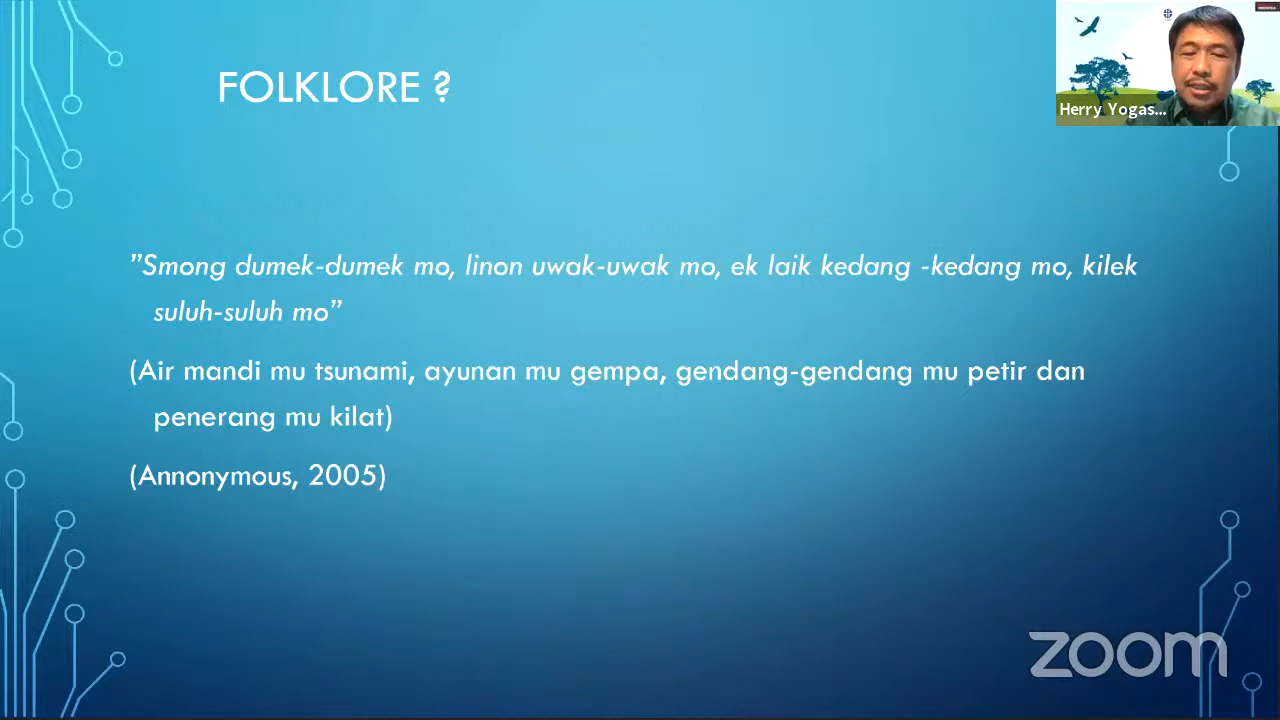 FOLKLORE ?
Herry Yogas...
”Smong dumek-dumek mo, linon uwak-uwak mo, ek laik kedang -kedang mo, kilek
suluh-suluh mo”
(Air mandi mu tsunami, ayunan mu gempa, gendang-gendang mu petir dan
penerang mu kilat)
(Annonymous, 2005)
zoom